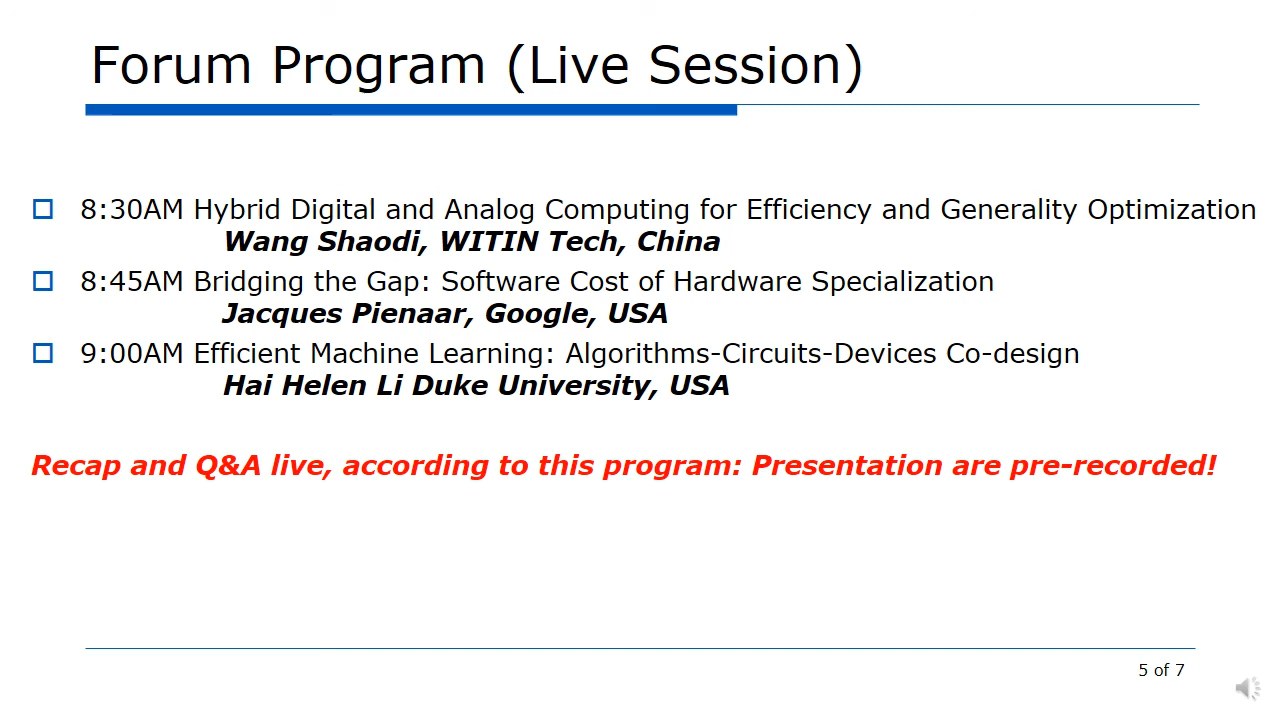 Forum Program (Live Session)
8:30AM Hybrid Digital and Analog Computing for Efficiency and Generality Optimization
Wang Shaodi, WITIN Tech, China
8:45AM Bridging the Gap: Software Cost of Hardware Specialization
Jacques Pienaar, Google, USA
9:00AM Efficient Machine Learning: Algorithms-Circuits-Devices Co-design
Hai Helen Li Duke University, USA
Recap and Q&A live, according to this program: Presentation are pre-recorded!
5 of 7